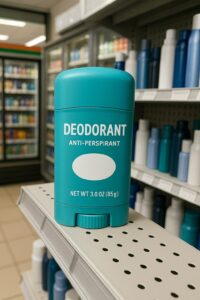 DEODORANT
ANTI-PERSPIRANT
NET WT 3.0 OZ (85g)